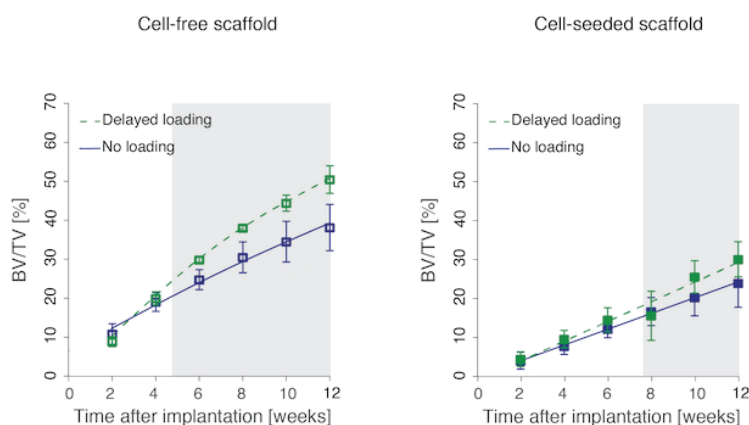 Cell-free scaffold
BV/TV [%]
70
60
50
40
30
20
10
0
Delayed loading
No loading
0 2 4 6 8 10 12
Time after implantation [weeks]
Cell-seeded scaffold
BV/TV [%]
70
60
50
40
30
20
10
0
Delayed loading
No loading
0 2 4 6 8 10 12
Time after implantation [weeks]